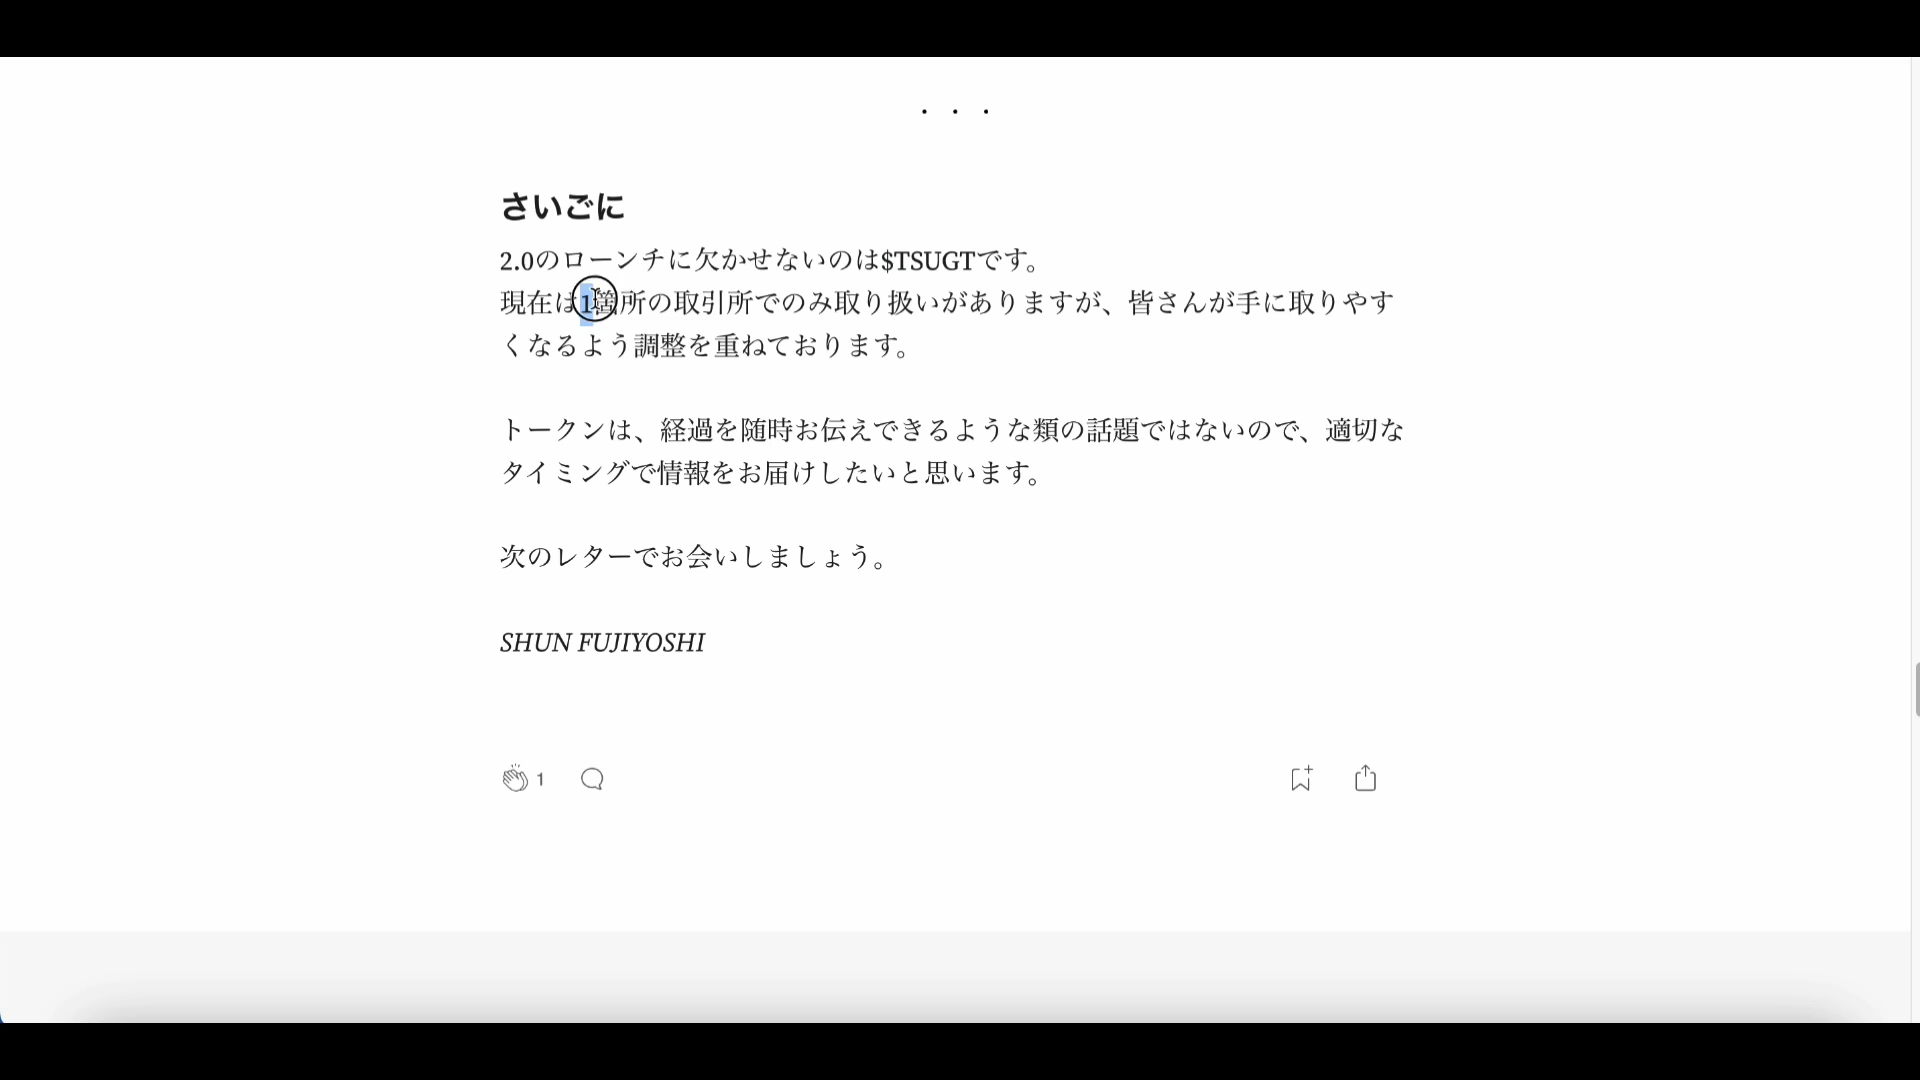 . . .
さいごに
2.0のローンチに欠かせないのは$TSUGTです。
現在は1箇所の取引所でのみ取り扱いがありますが、皆さんが手に取りやす
くなるよう調整を重ねております。
トークンは、経過を随時お伝えできるような類の話題ではないので、適切な
タイミングで情報をお届けしたいと思います。
次のレターでお会いしましょう。
SHUN FUJIYOSHI
1